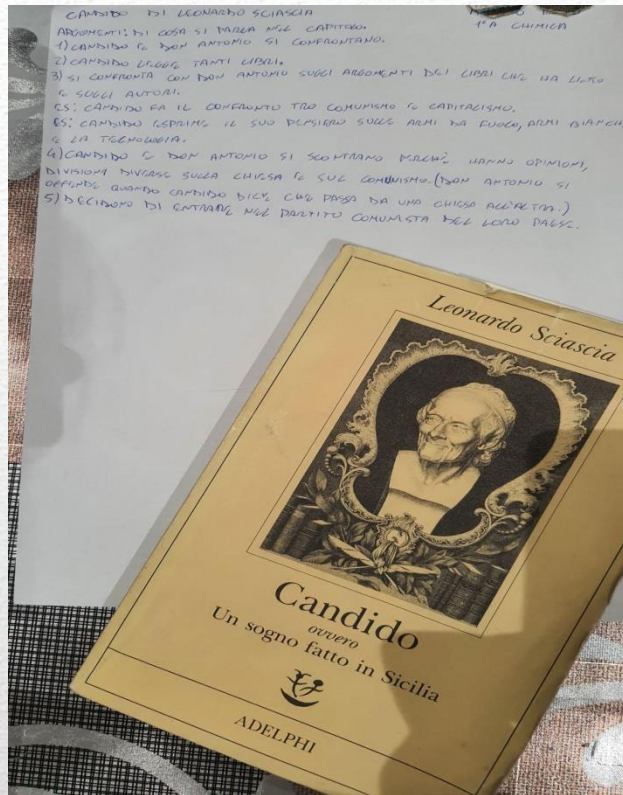 CANDIDO DI LEONARDO SCIASCIA
1ªA CHIMICA
ARGOMENTI: DI COSA SI PARLA NEL CAPITOLO.
1) CANDIDO E DON ANTONIO SI CONFRONTANO.
2) CANDIDO LEGGE TANTI LIBRI.
3) SI CONFRONTA CON DON ANTONIO SUGLI ARGOMENTI DEI LIBRI CHE HA LETTO
E SUGLI AUTORI.
ES: CANDIDO FA IL CONFRONTO TRO COMUNISMO E CAPITALISMO.
ES: CANDIDO ESPRIME IL SUO PENSIERO SULLE ARMI DA FUOCO, ARMI BIANCHE
E LA TECNOLOGIA.
4) CANDIDO E DON ANTONIO SI SCONTRANO PERCHÈ HANNO OPINIONI,
DIVISIONI DIVERSE SULLA CHIESA E SUL COMUNISMO. (DON ANTONIO SI
OFFENDE QUANDO CANDIDO DICE CHE PASSA DA UNA CHIESA ALL'ALTRA.)
5) DECIDONO DI ENTRARE NEL PARTITO COMUNISTA DEL LORO PAESE.
Leonardo Sciascia
Candido
ovvero
Un sogno fatto in Sicilia
ADELPHI